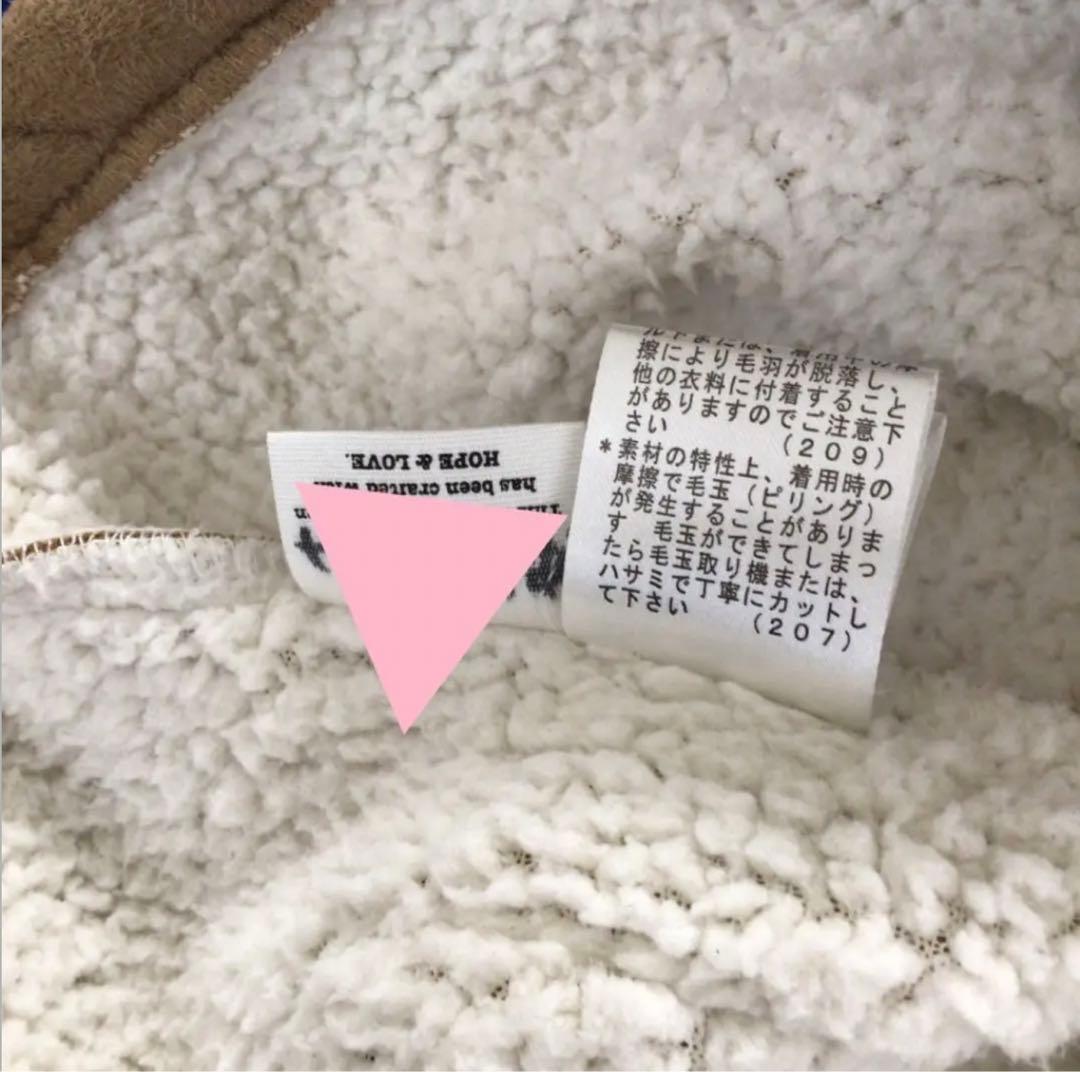 擦により毛羽が脱落し、
他の衣料に付着すること
がありますのでご注意下
さい (209)
*素材の特性上、着用時の
摩擦で毛玉(ピリング)
が発生することがありま
す 毛玉ができてしまっ
たら毛玉取り機または、
ハサミで丁寧にカットし
て下さい (207)
has been crafted with
HOPE & LOVE.